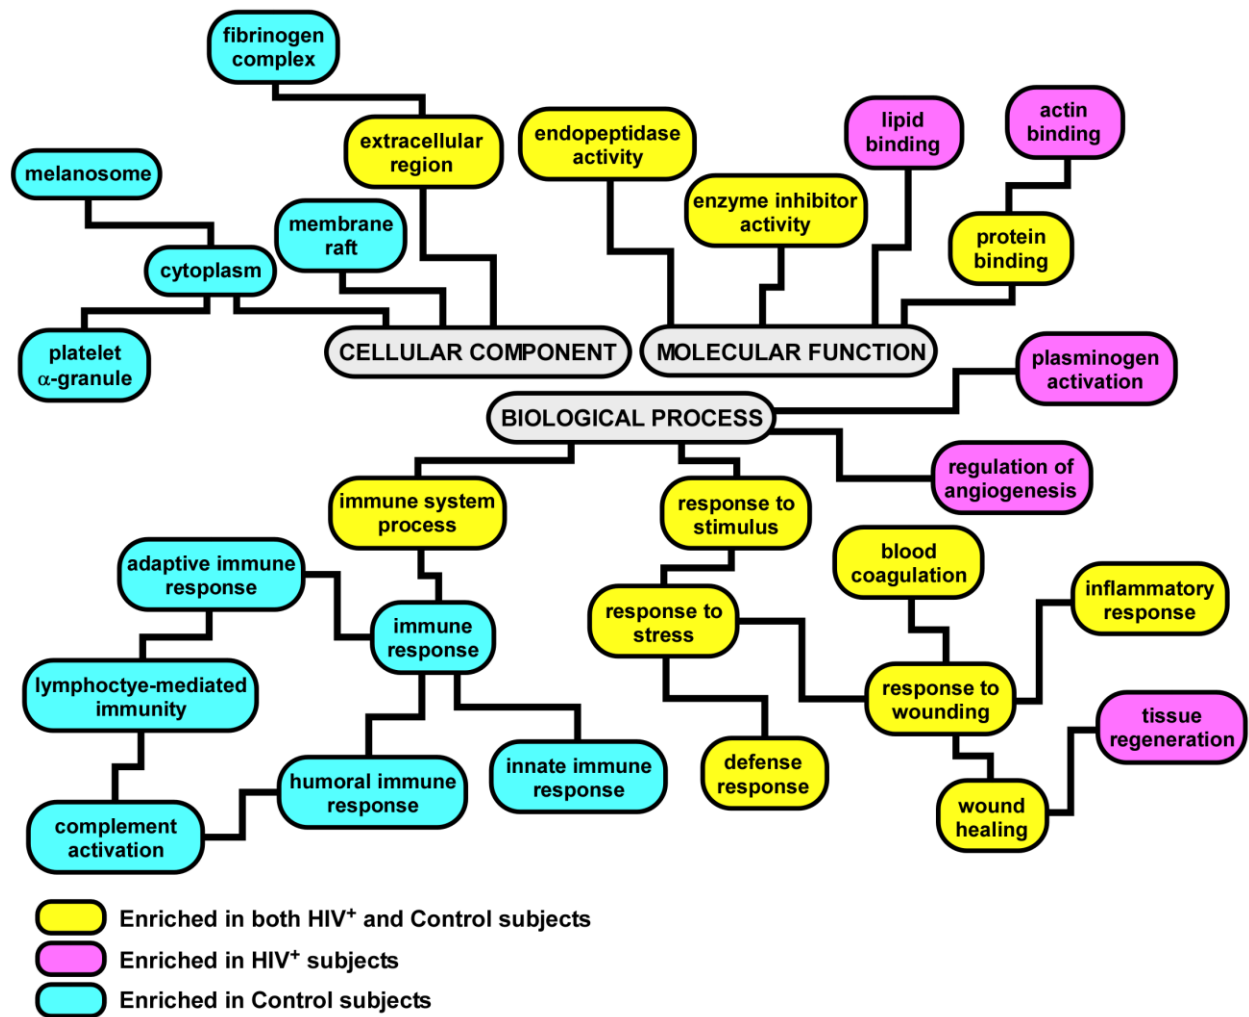 fibrinogen
complex
extracellular
region
endopeptidase
activity
lipid
binding
actin
binding
melanosome
membrane
raft
enzyme inhibitor
activity
protein
binding
cytoplasm
platelet
α-granule
CELLULAR COMPONENT
MOLECULAR FUNCTION
plasminogen
activation
BIOLOGICAL PROCESS
regulation of
angiogenesis
immune system
process
response to
stimulus
adaptive immune
response
blood
coagulation
inflammatory
response
immune
response
response to
stress
lymphoctye-mediated
immunity
response to
wounding
tissue
regeneration
humoral immune
response
innate immune
response
defense
response
wound
healing
complement
activation
Enriched in both HIV⁺ and Control subjects
Enriched in HIV⁺ subjects
Enriched in Control subjects